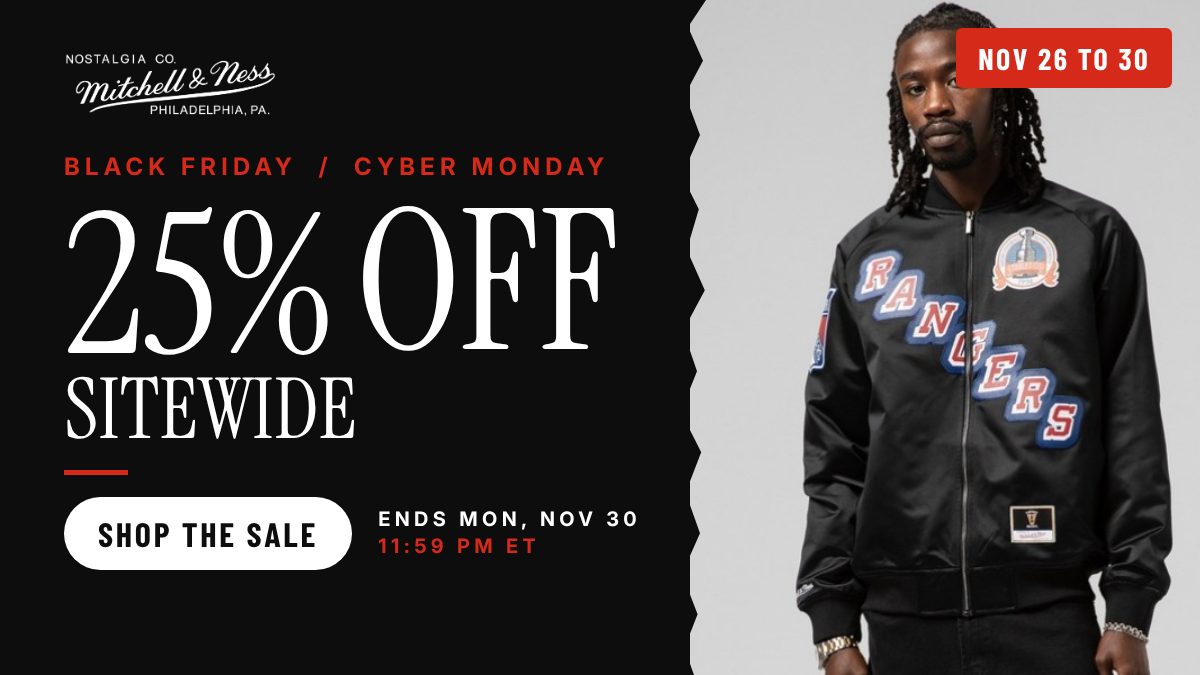 NOSTALGIA CO.
Mitchell & Ness
PHILADELPHIA, PA.
BLACK FRIDAY / CYBER MONDAY
25% OFF
SITEWIDE
SHOP THE SALE
ENDS MON, NOV 30
11:59 PM ET
NOV 26 TO 30
RANGERS